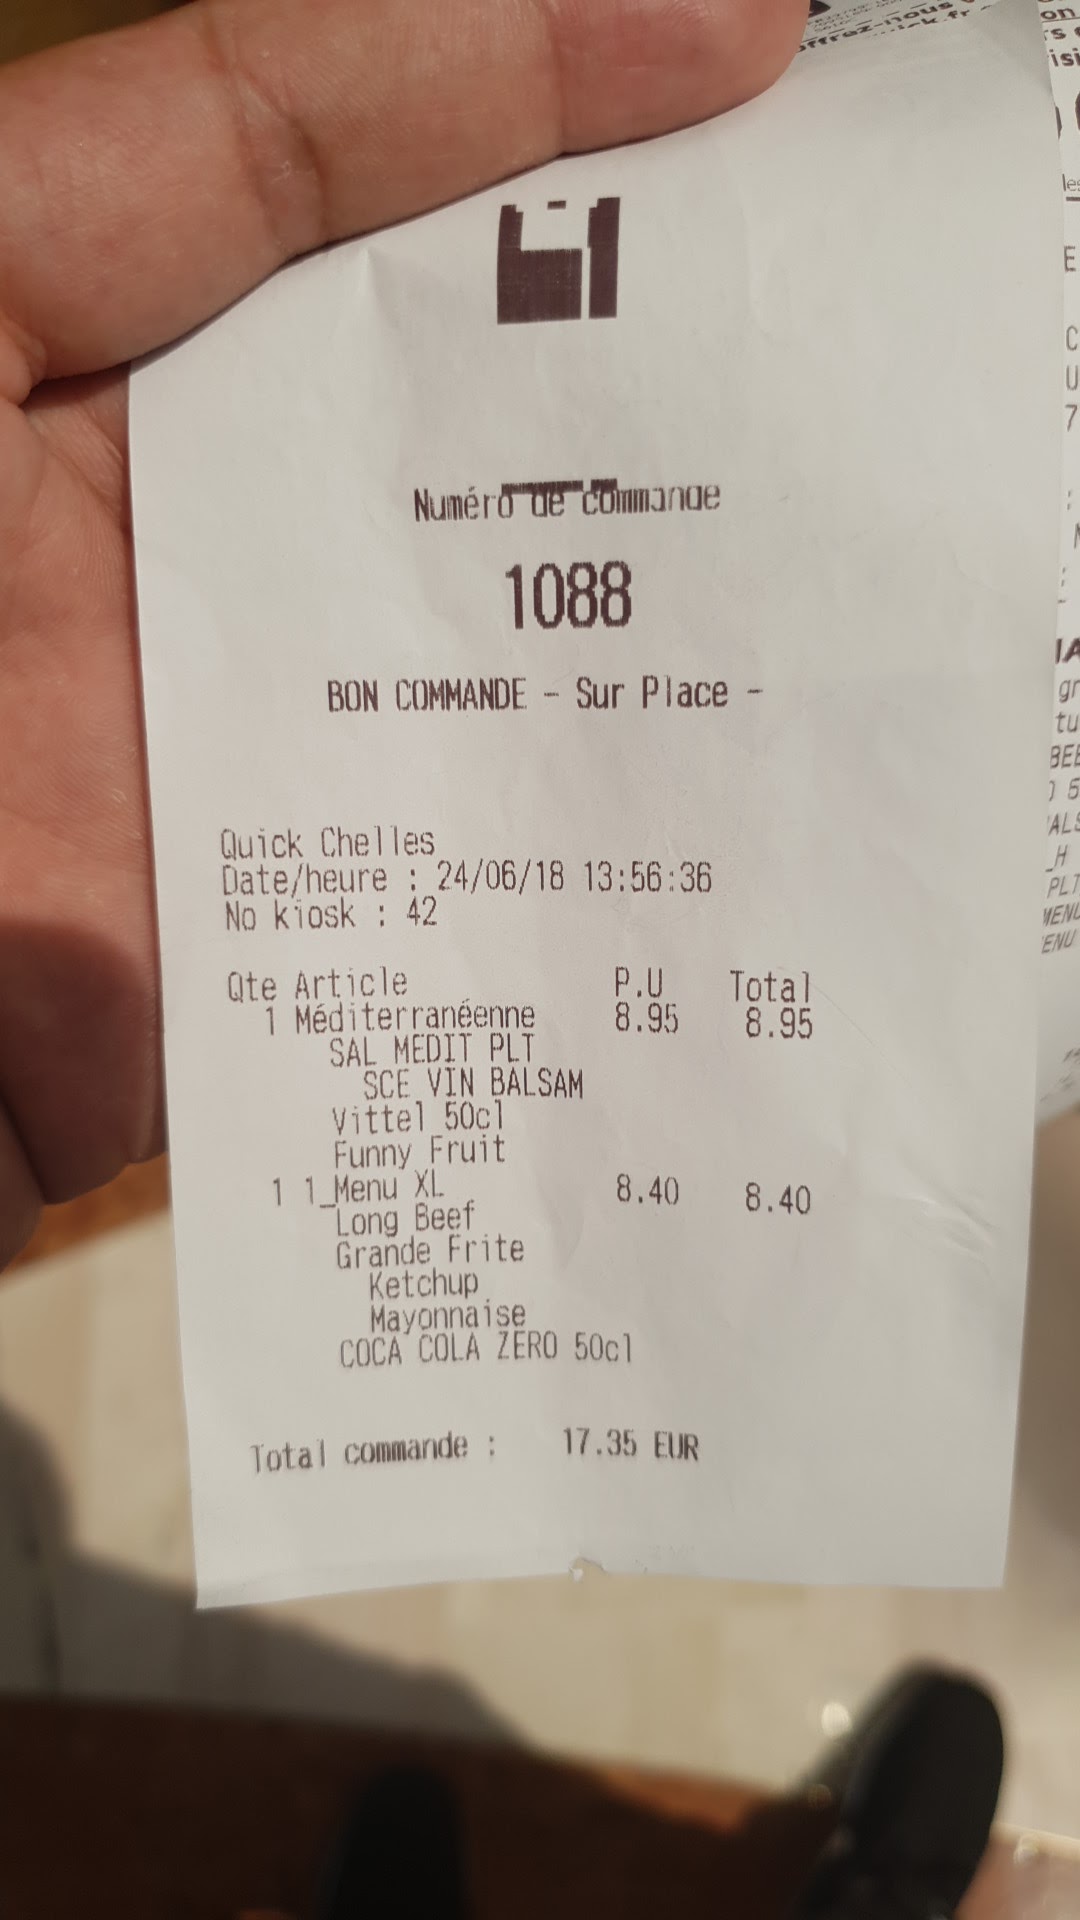 offrez-nous
Numéro de commande
1088
BON COMMANDE - Sur Place -
Quick Chelles
Date/heure : 24/06/18 13:56:36
No kiosk : 42
Qte Article P.U Total
1 Méditerranéenne 8.95 8.95
SAL MEDIT PLT
SCE VIN BALSAM
Vittel 50cl
Funny Fruit
1 1_Menu XL 8.40 8.40
Long Beef
Grande Frite
Ketchup
Mayonnaise
COCA COLA ZERO 50cl
Total commande : 17.35 EUR